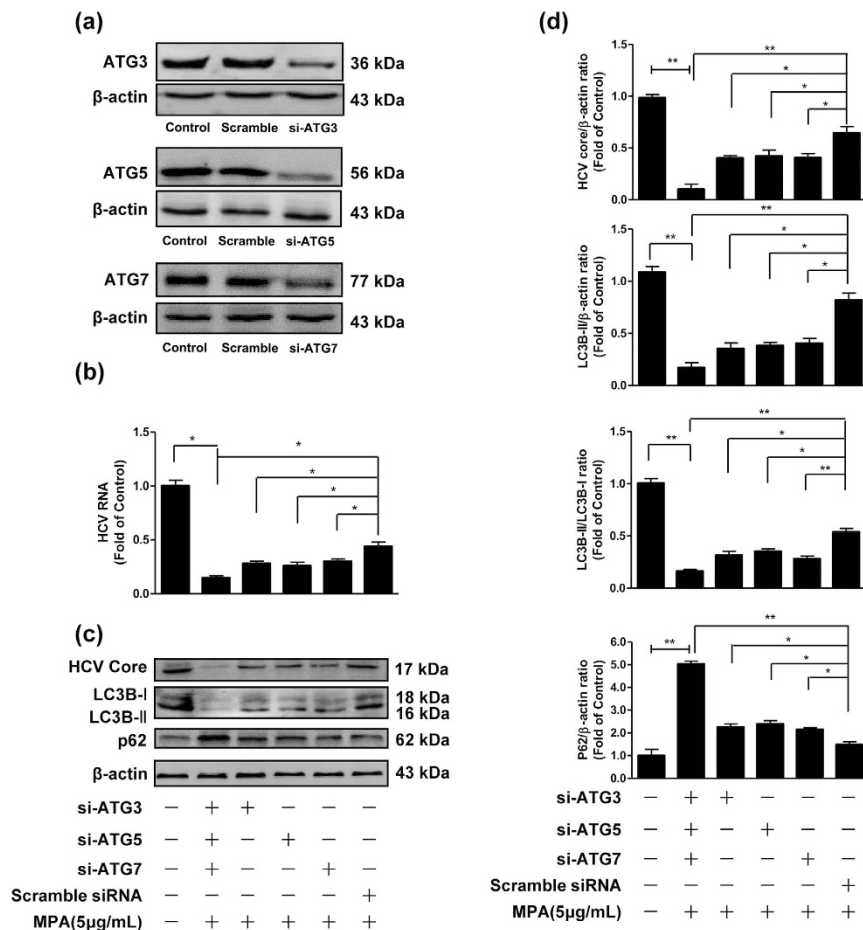 (a)
ATG3 36 kDa
β-actin 43 kDa
Control Scramble si-ATG3
ATG5 56 kDa
β-actin 43 kDa
Control Scramble si-ATG5
ATG7 77 kDa
β-actin 43 kDa
Control Scramble si-ATG7
(b)
HCV RNA
(Fold of Control)
1.5
1.0
0.5
0.0
*
*
*
*
*
(c)
HCV Core 17 kDa
LC3B-I 18 kDa
LC3B-II 16 kDa
p62 62 kDa
β-actin 43 kDa
si-ATG3 − + + − − −
si-ATG5 − + − + − −
si-ATG7 − + − − + −
Scramble siRNA − − − − − +
MPA(5μg/mL) − + + + + +
(d)
HCV core/β-actin ratio
(Fold of Control)
1.5
1.0
0.5
0.0
**
**
*
*
*
LC3B-II/β-actin ratio
(Fold of Control)
1.5
1.0
0.5
0.0
**
**
*
*
*
LC3B-II/LC3B-I ratio
(Fold of Control)
1.5
1.0
0.5
0.0
**
**
*
*
**
P62/β-actin ratio
(Fold of Control)
6.0
5.0
4.0
3.0
2.0
1.0
0.0
**
**
*
*
*
si-ATG3 − + + − − −
si-ATG5 − + − + − −
si-ATG7 − + − − + −
Scramble siRNA − − − − − +
MPA(5μg/mL) − + + + + +